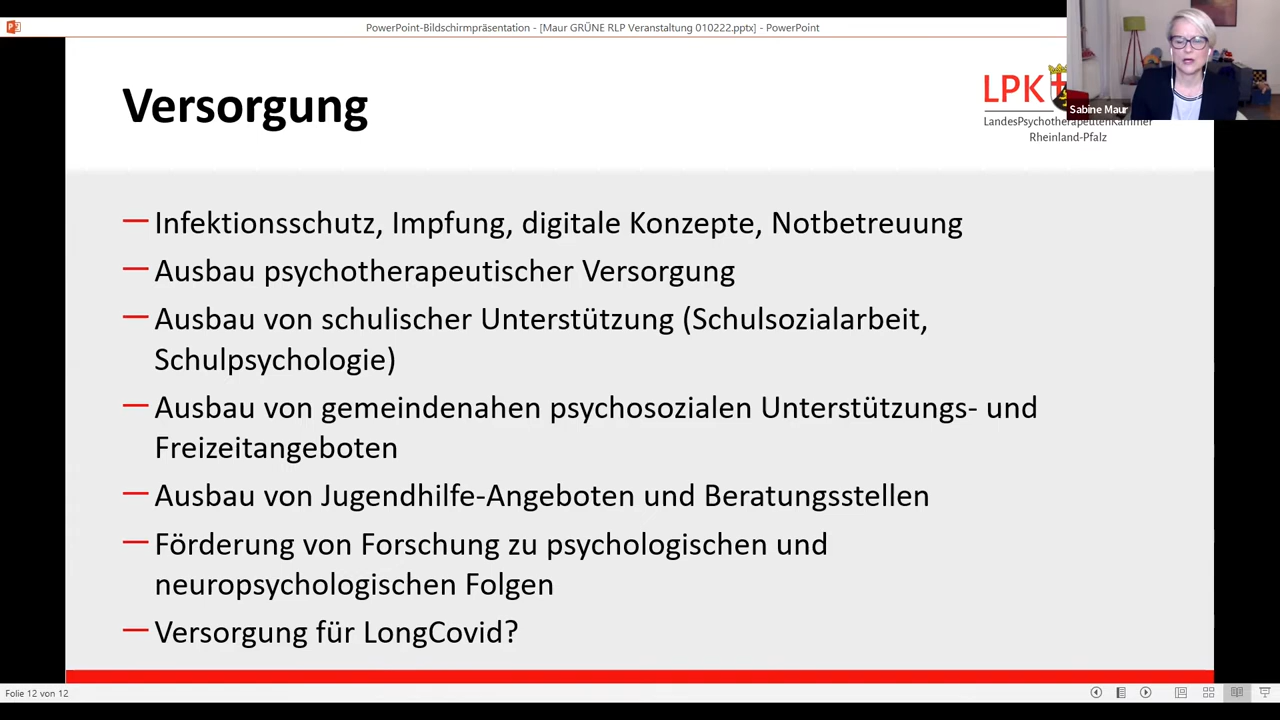 PowerPoint-Bildschirmpräsentation - [Maur GRÜNE RLP Veranstaltung 010222.pptx] - PowerPoint
Versorgung
LPK
Sabine Maur
LandesPsychotherapeutenKammer
Rheinland-Pfalz
— Infektionsschutz, Impfung, digitale Konzepte, Notbetreuung
— Ausbau psychotherapeutischer Versorgung
— Ausbau von schulischer Unterstützung (Schulsozialarbeit,
Schulpsychologie)
— Ausbau von gemeindenahen psychosozialen Unterstützungs- und
Freizeitangeboten
— Ausbau von Jugendhilfe-Angeboten und Beratungsstellen
— Förderung von Forschung zu psychologischen und
neuropsychologischen Folgen
— Versorgung für LongCovid?
Folie 12 von 12